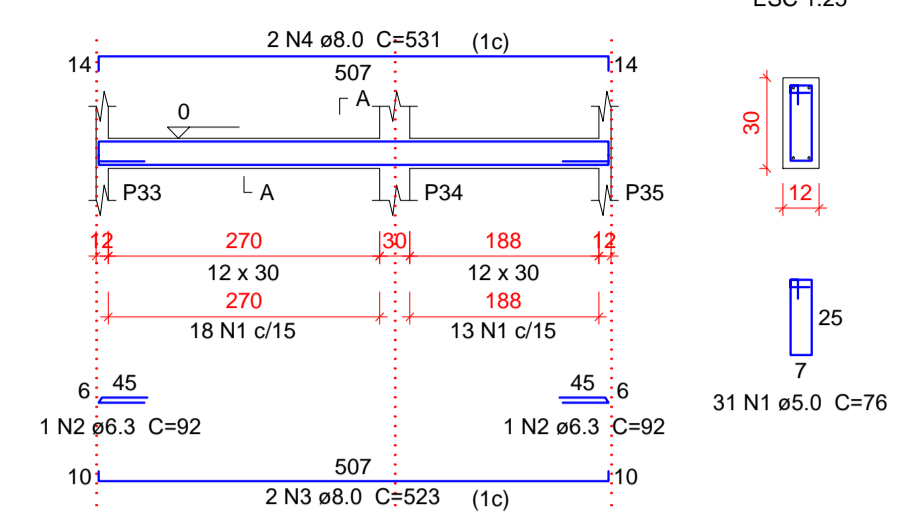 ESC 1:25
2 N4 ø8.0 C=531 (1c)
14
507
14
A
0
A
P33
P34
P35
12
270
30
188
12
12 x 30
12 x 30
270
188
18 N1 c/15
13 N1 c/15
6
45
45
6
1 N2 ø6.3 C=92
1 N2 ø6.3 C=92
10
507
10
2 N3 ø8.0 C=523 (1c)
30
12
25
7
31 N1 ø5.0 C=76